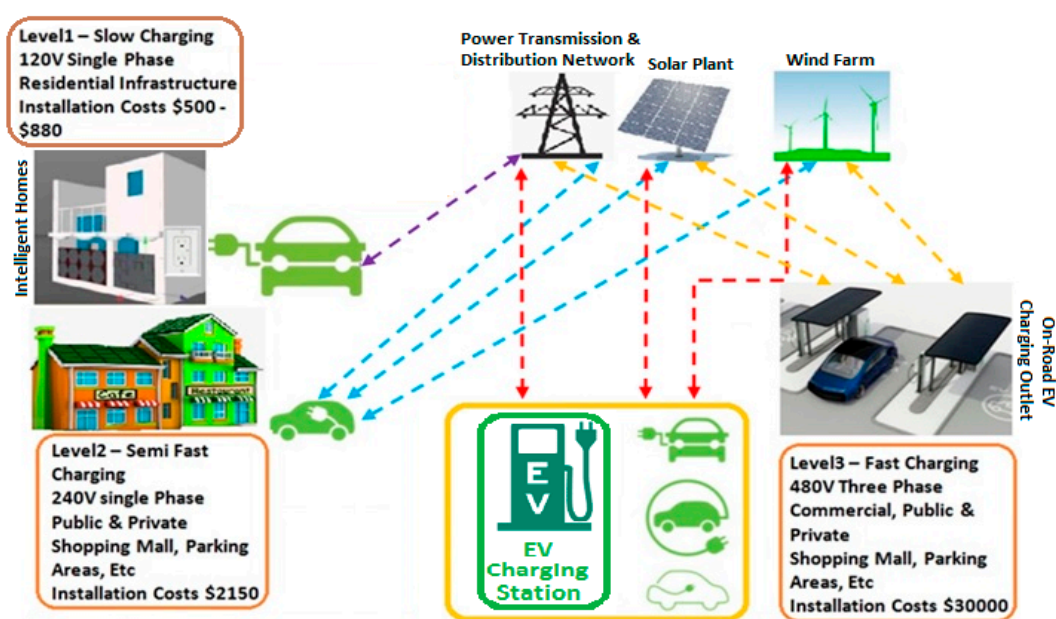 Level1 – Slow Charging
120V Single Phase
Residential Infrastructure
Installation Costs $500 -
$880
Power Transmission &
Distribution Network
Solar Plant
Wind Farm
Intelligent Homes
Cafe
Restaurant
On-Road EV
Charging Outlet
Level2 – Semi Fast
Charging
240V single Phase
Public & Private
Shopping Mall, Parking
Areas, Etc
Installation Costs $2150
E
V
EV
Charging
Station
Level3 – Fast Charging
480V Three Phase
Commercial, Public &
Private
Shopping Mall, Parking
Areas, Etc
Installation Costs $30000